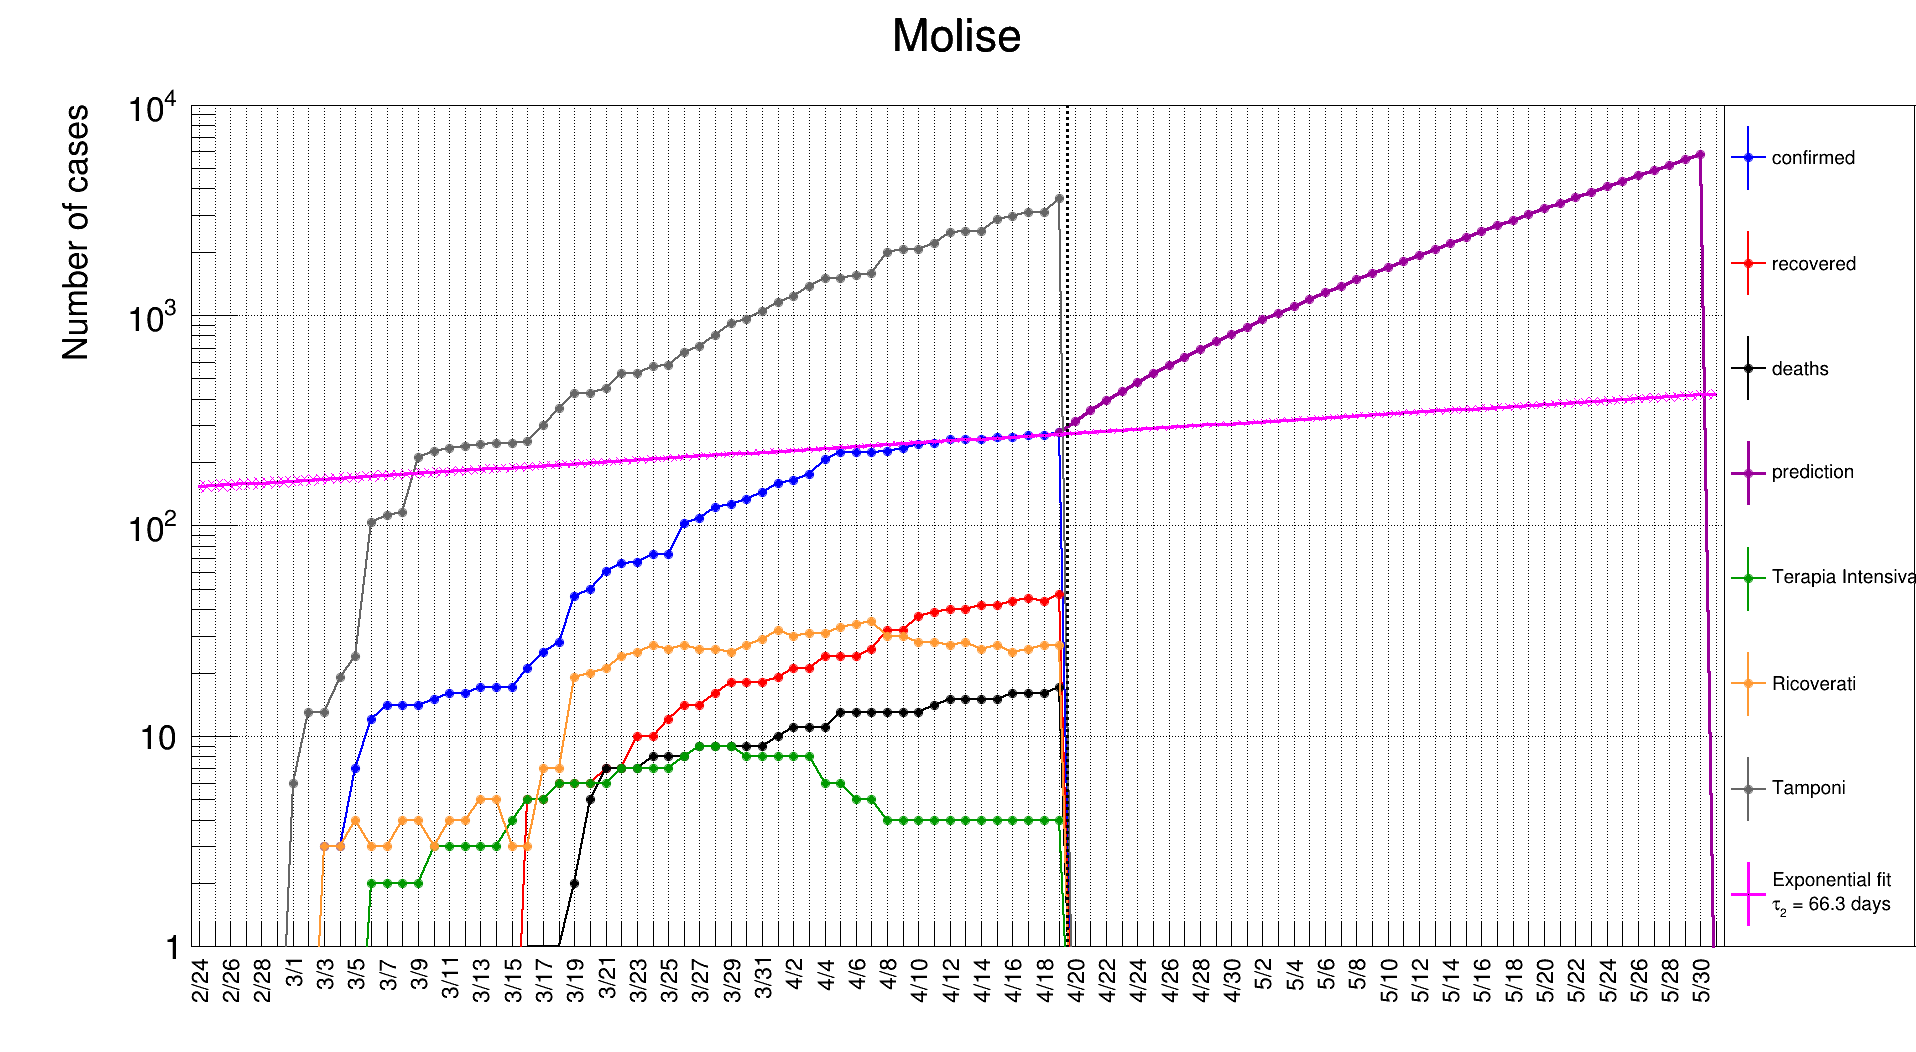 Molise
Number of cases
10⁴
10³
10²
10
1
2/24 2/26 2/28 3/1 3/3 3/5 3/7 3/9 3/11 3/13 3/15 3/17 3/19 3/21 3/23 3/25 3/27 3/29 3/31 4/2 4/4 4/6 4/8 4/10 4/12 4/14 4/16 4/18 4/20 4/22 4/24 4/26 4/28 4/30 5/2 5/4 5/6 5/8 5/10 5/12 5/14 5/16 5/18 5/20 5/22 5/24 5/26 5/28 5/30
confirmed
recovered
deaths
prediction
Terapia Intensiva
Ricoverati
Tamponi
Exponential fit
τ₂ = 66.3 days